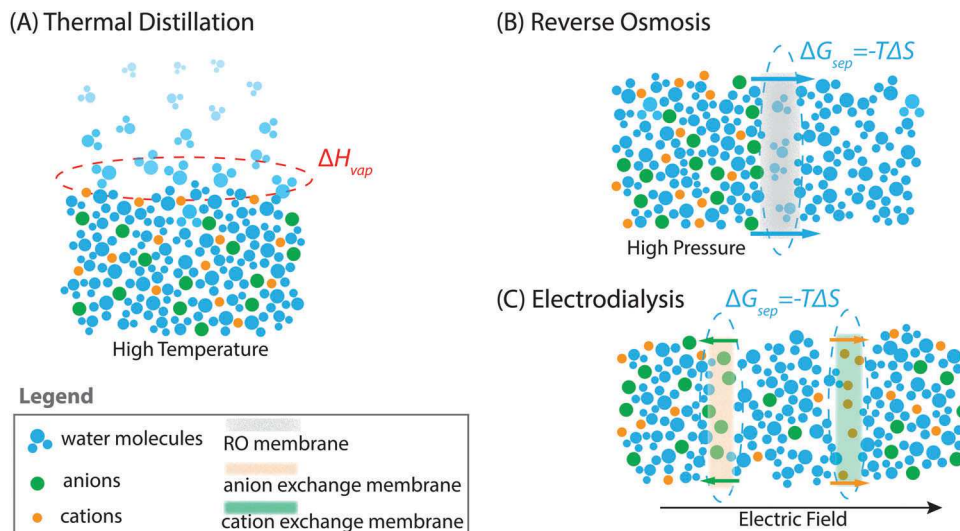 (A) Thermal Distillation
ΔH_vap
High Temperature
(B) Reverse Osmosis
ΔG_sep=-TΔS
High Pressure
(C) Electrodialysis
ΔG_sep=-TΔS
Electric Field
Legend
water molecules
anions
cations
RO membrane
anion exchange membrane
cation exchange membrane